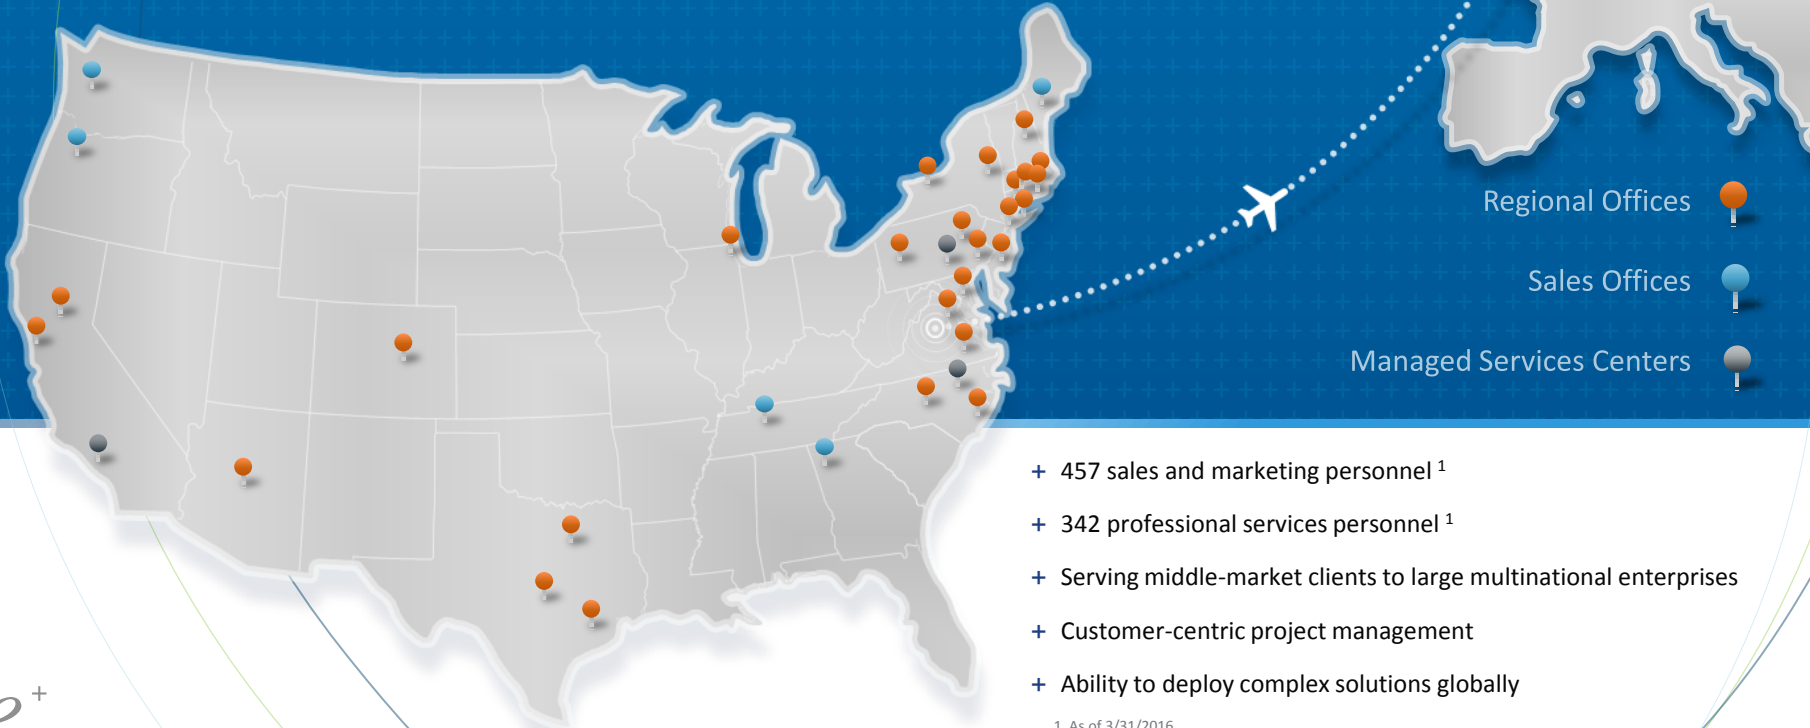 Regional Offices
Sales Offices
Managed Services Centers
+ 457 sales and marketing personnel 1
+ 342 professional services personnel 1
+ Serving middle-market clients to large multinational enterprises
+ Customer-centric project management
+ Ability to deploy complex solutions globally
1. As of 3/31/2016